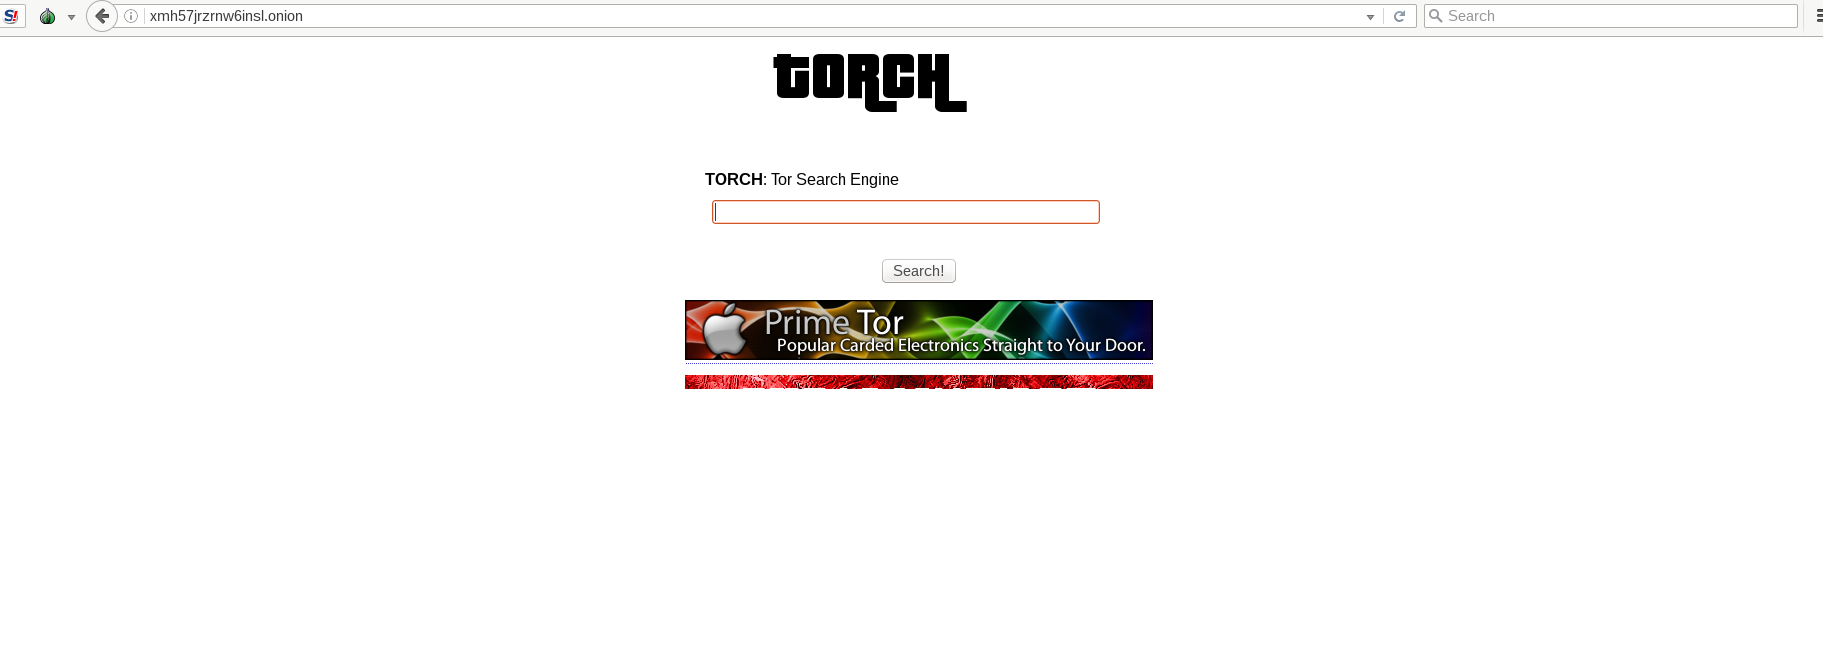 xmh57jrzrnw6insl.onion
Search
TORCH
TORCH: Tor Search Engine
Search!
Prime Tor
Popular Carded Electronics Straight to Your Door.